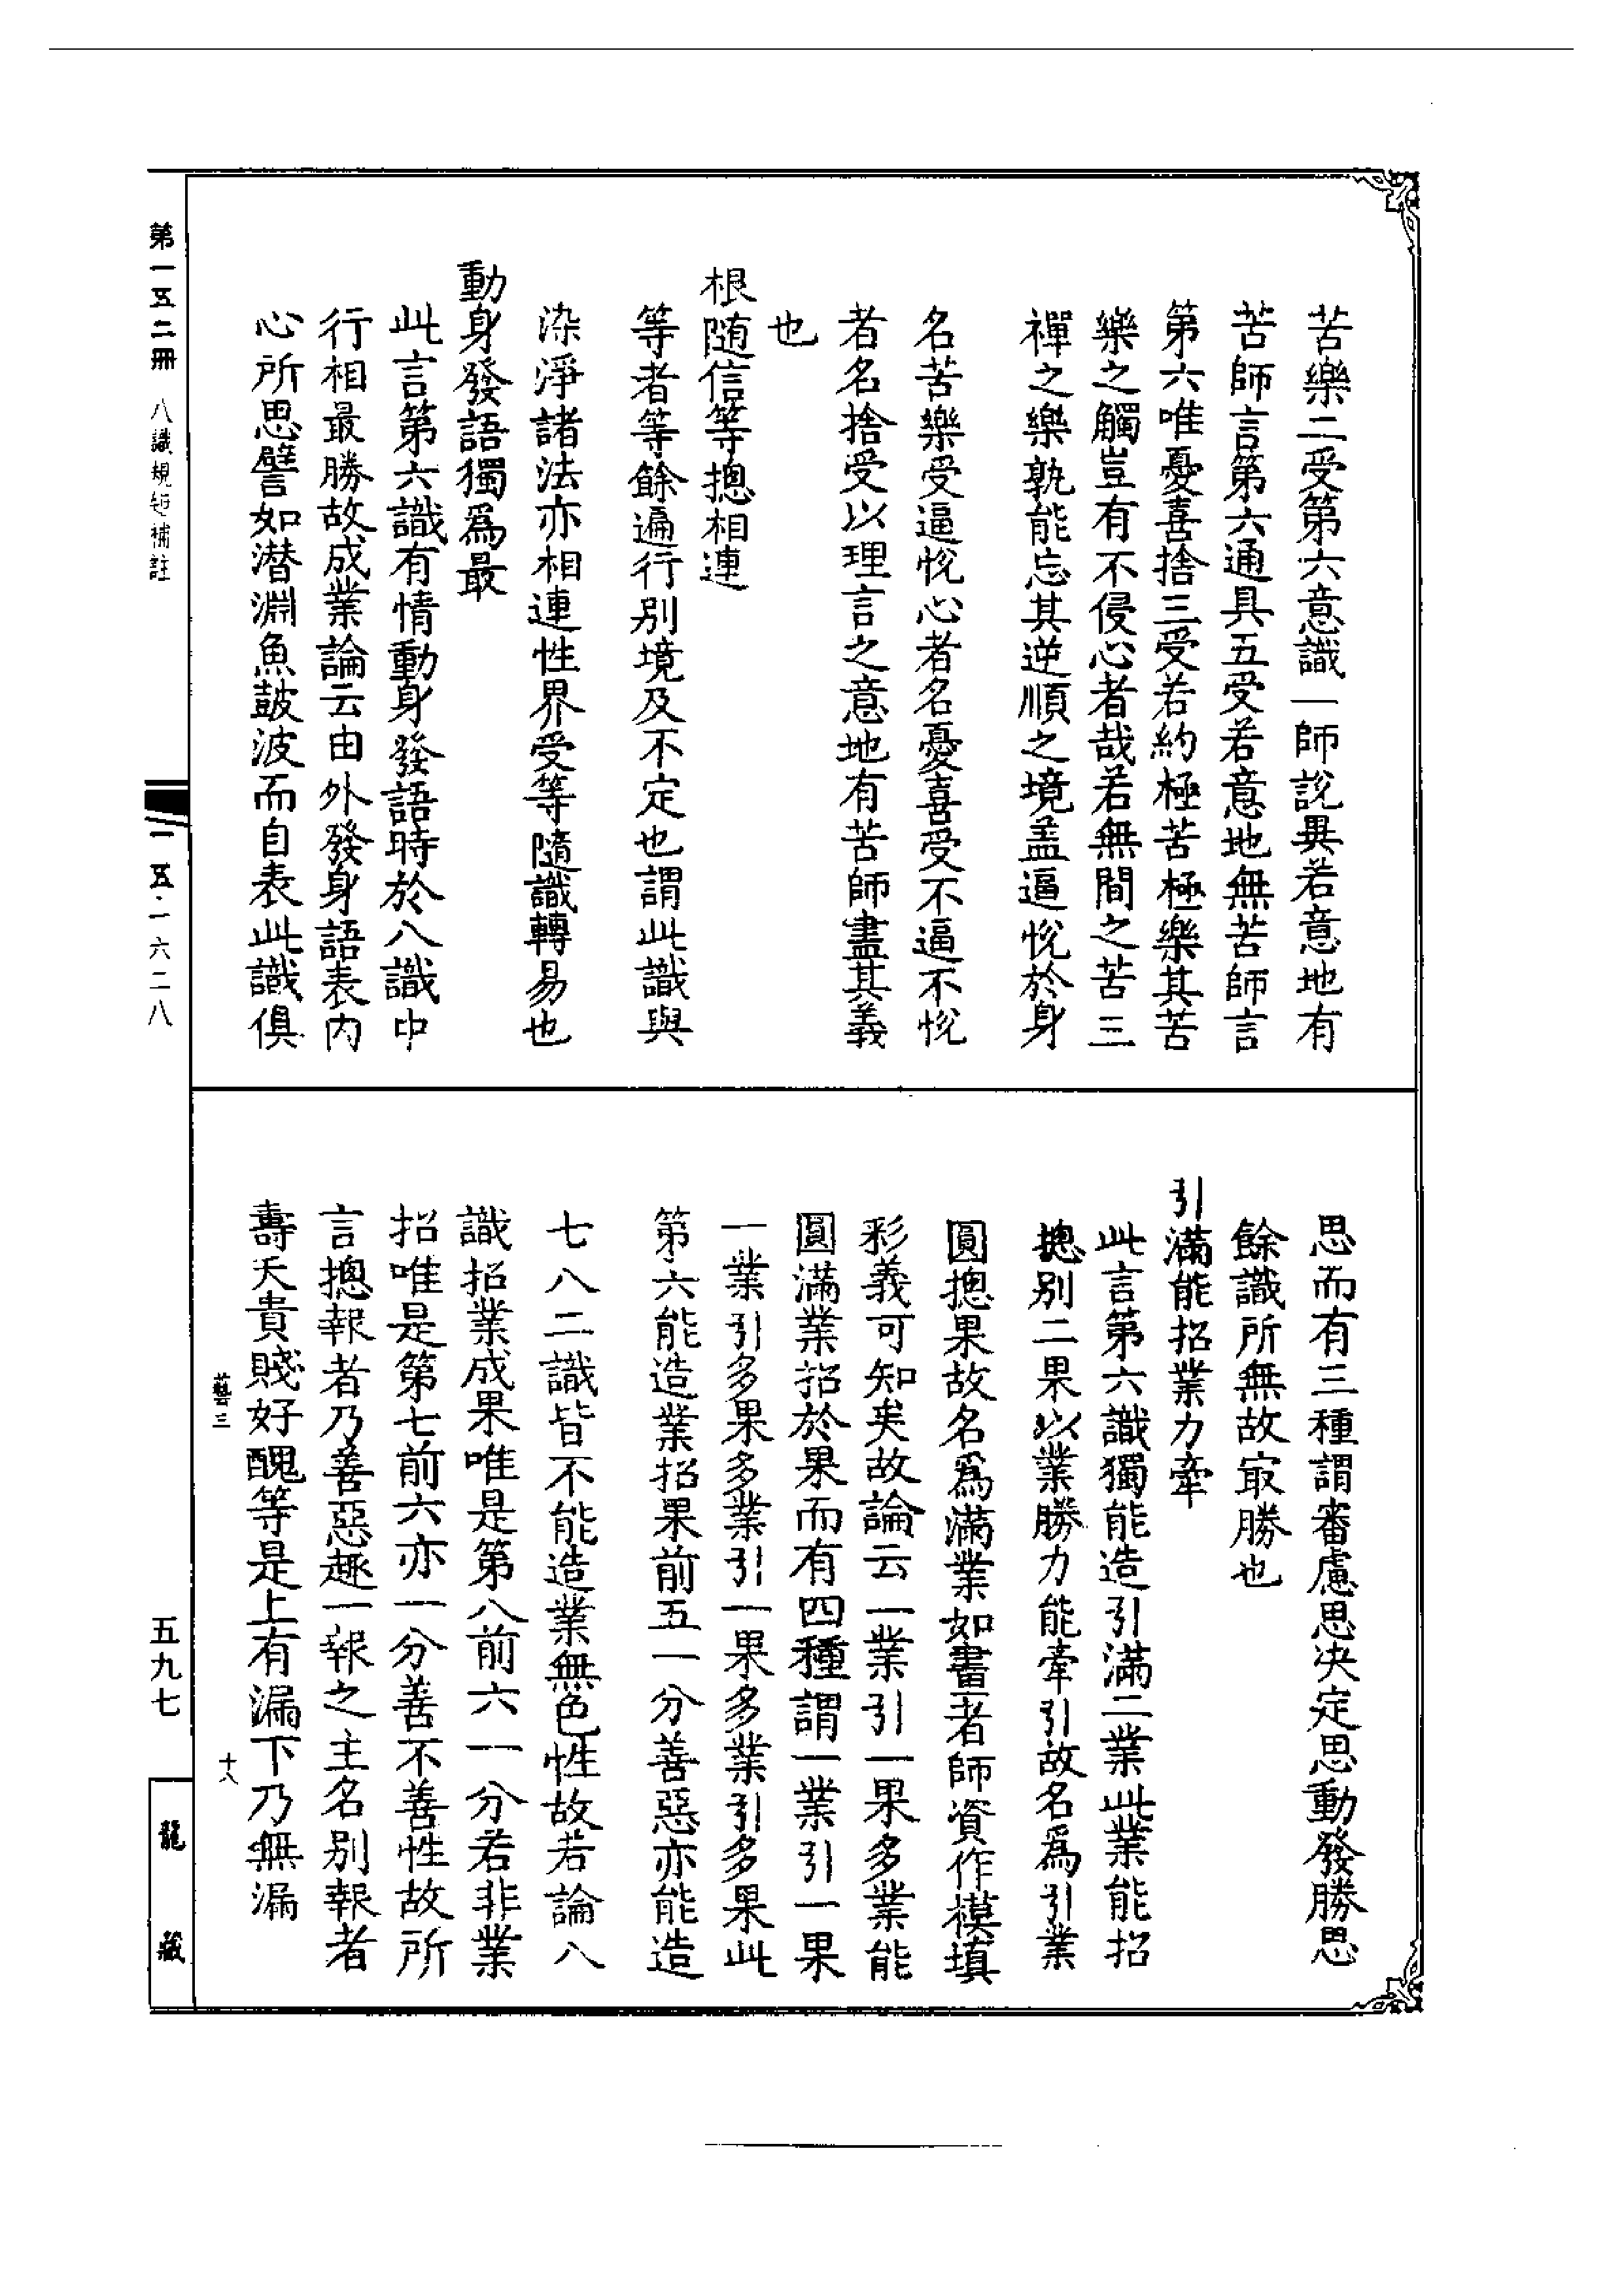 苦樂二受第六意識一師說異若意地有
苦師言第六通具五受若意地無苦師言
第六唯憂喜捨三受若約極苦極樂其苦
樂之觸豈有不侵心者哉若無間之苦三
禪之樂孰能忘其逆順之境盖逼悅於身
名苦樂受逼悅心者名憂喜受不逼不悅
者名捨受以理言之意地有苦師盡其義
也
根随信等揔相連
等者等餘遍行別境及不定也謂此識與
染淨諸法亦相連性界受等隨識轉易也
動身發語獨爲最
此言第六識有情動身發語時於八識中
行相最勝故成業論云由外發身語表內
心所思譬如潜淵魚鼓波而自表此識俱
思而有三種謂審慮思决定思動發勝思
餘識所無故㝡勝也
引滿能招業力牽
此言第六識獨能造引滿二業此業能招
揔別二果以業勝力能牽引故名爲引業
圓揔果故名爲滿業如畫者師資作模填
彩義可知矣故論云一業引一果多業能
圓滿業招於果而有四種謂一業引一果
一業引多果多業引一果多業引多果此
第六能造業招果前五一分善惡亦能造
七八二識皆不能造業無色性故若論八
識招業成果唯是第八前六一分若非業
招唯是第七前六亦一分善不善性故所
言揔報者乃善惡趣一報之主名別報者
壽夭貴賤好醜等是上有漏下乃無漏
藝三
十八
第一五二冊 八識規矩補註
一五·一六二八
五九七
龍藏